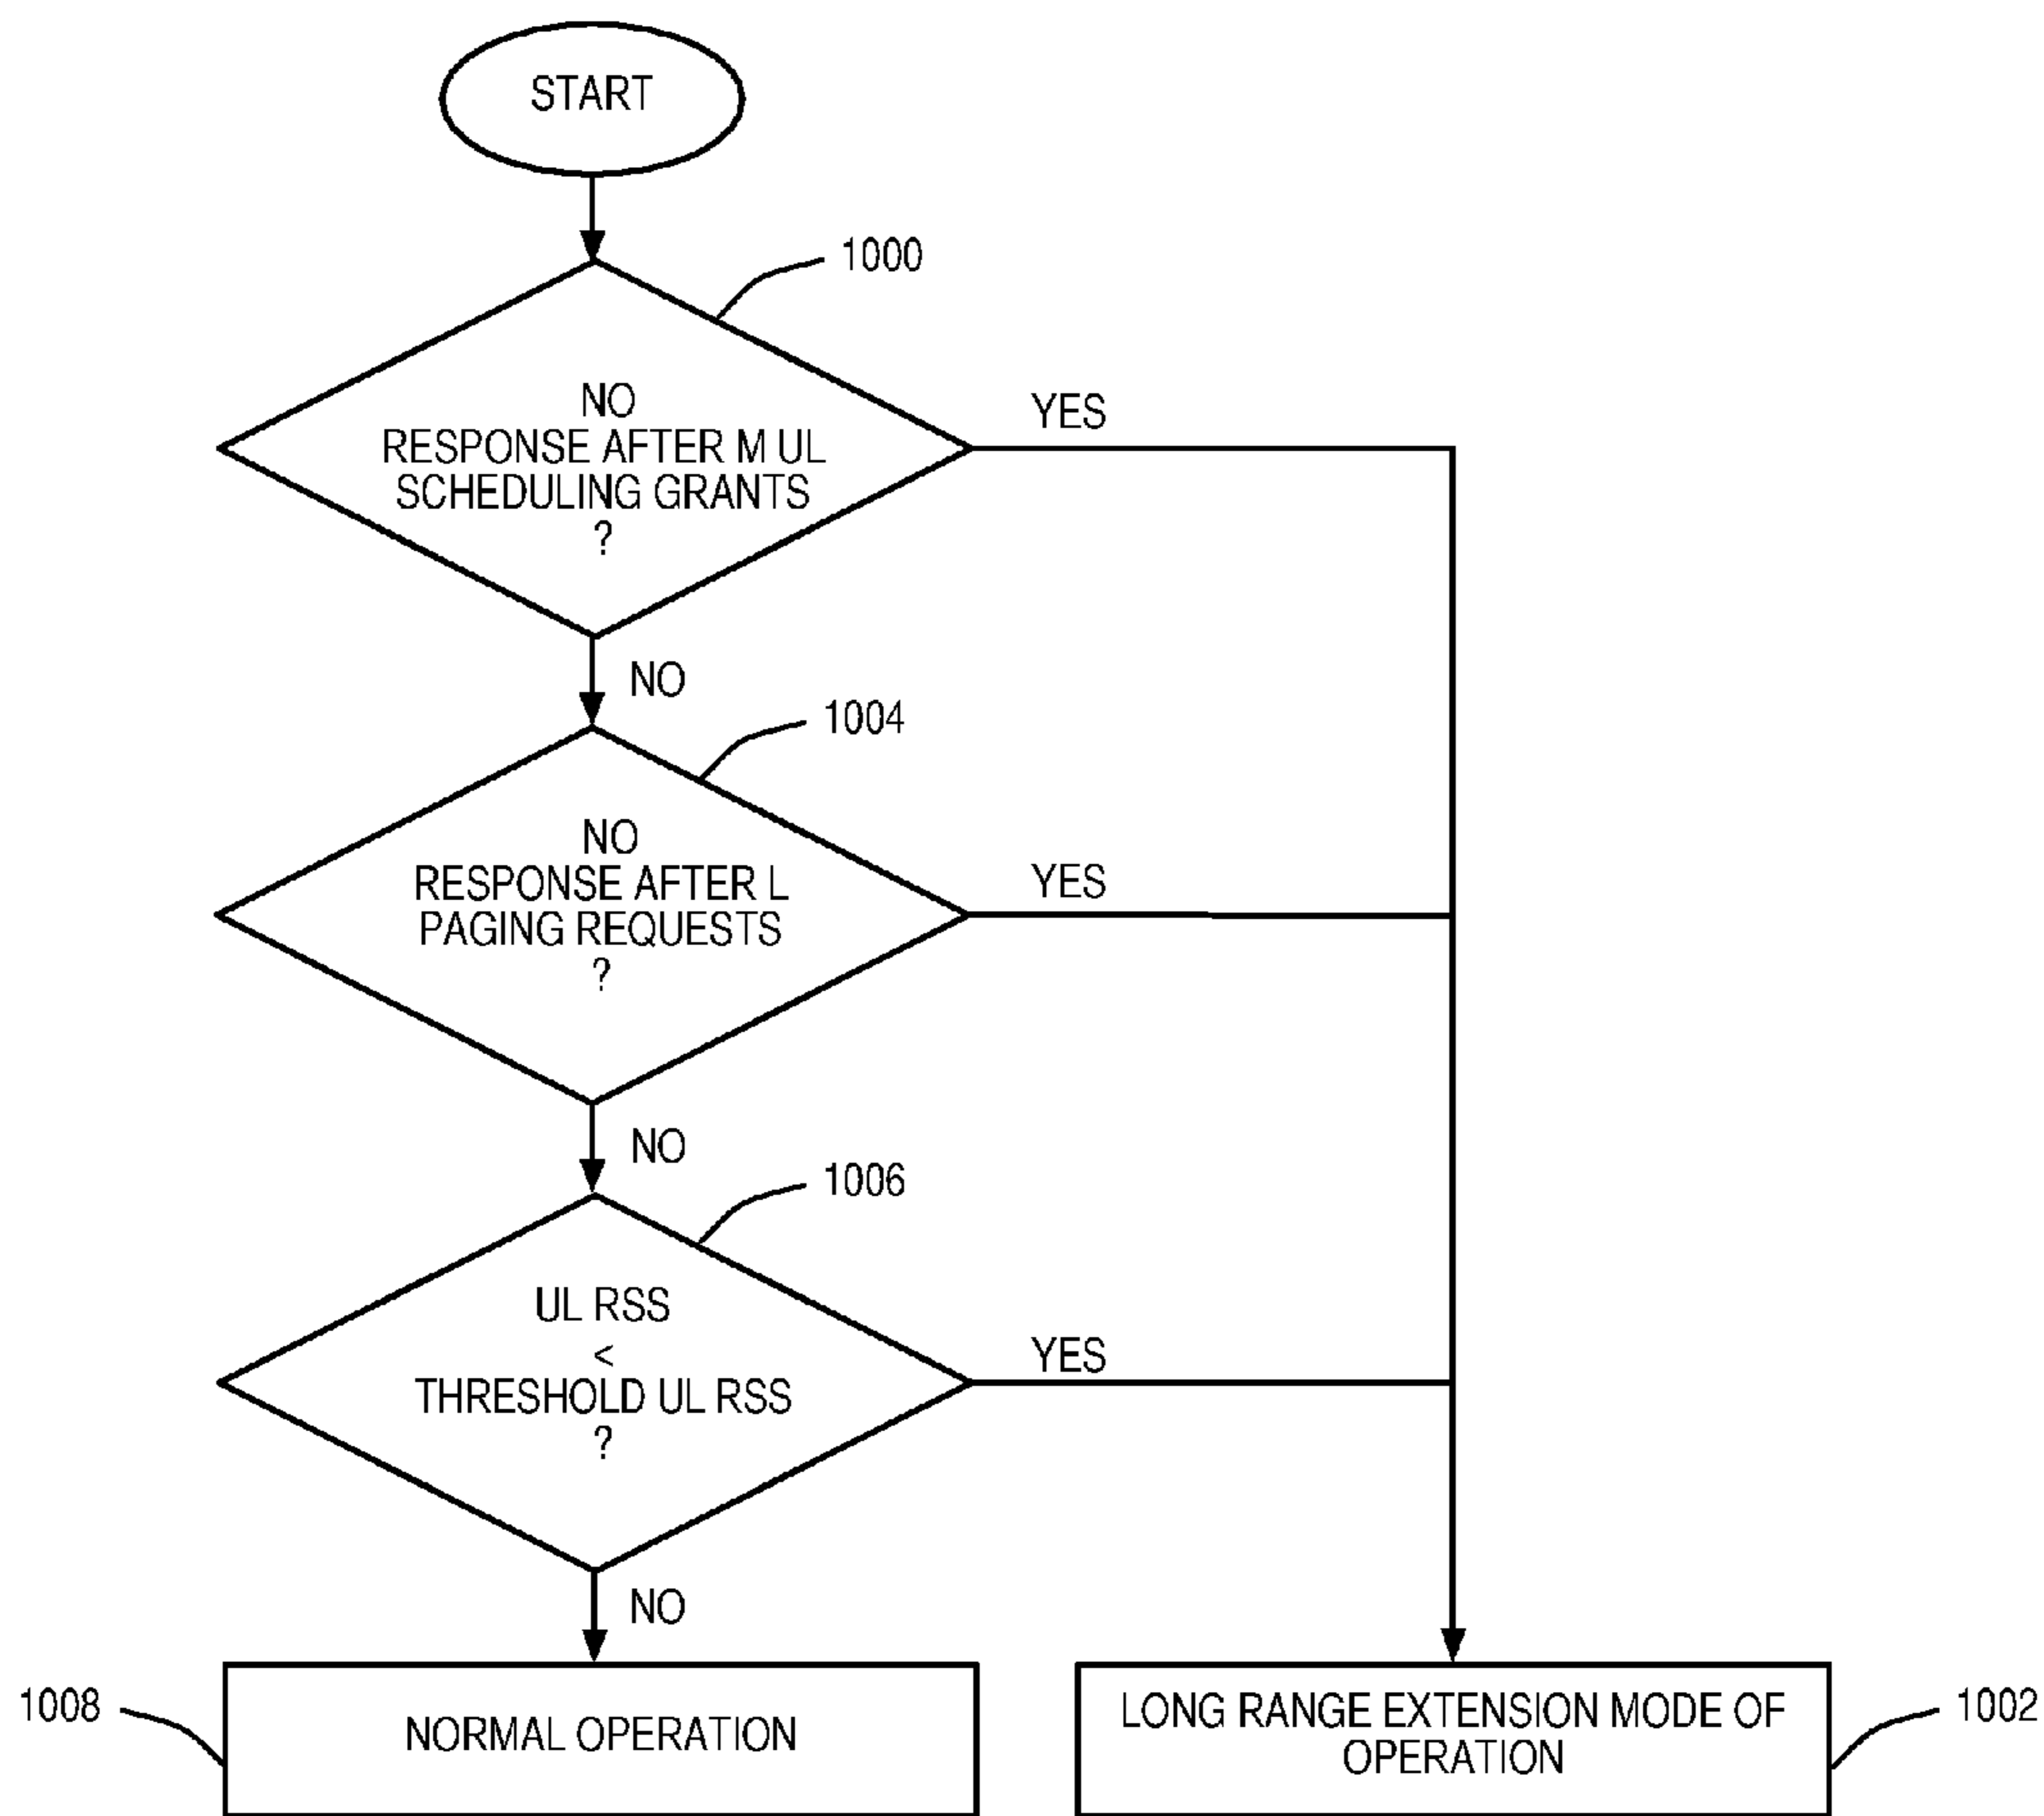 START
1000
NO
RESPONSE AFTER M UL
SCHEDULING GRANTS
?
YES
NO
1004
NO
RESPONSE AFTER L
PAGING REQUESTS
?
YES
NO
1006
UL RSS
<
THRESHOLD UL RSS
?
YES
NO
1008
NORMAL OPERATION
LONG RANGE EXTENSION MODE OF
OPERATION
1002